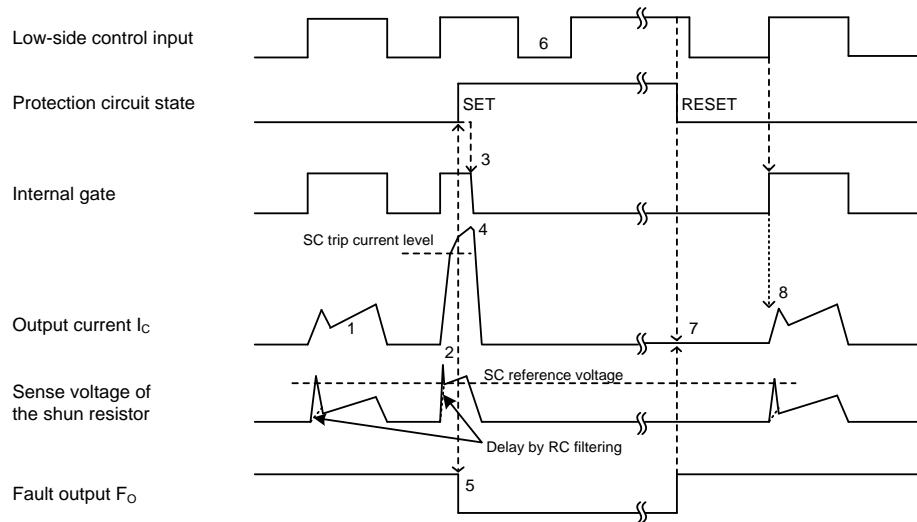 Low-side control input
6
Protection circuit state
SET
RESET
3
Internal gate
4
SC trip current level
8
Output current IC
1
7
2
SC reference voltage
Sense voltage of
the shun resistor
Delay by RC filtering
5
Fault output FO